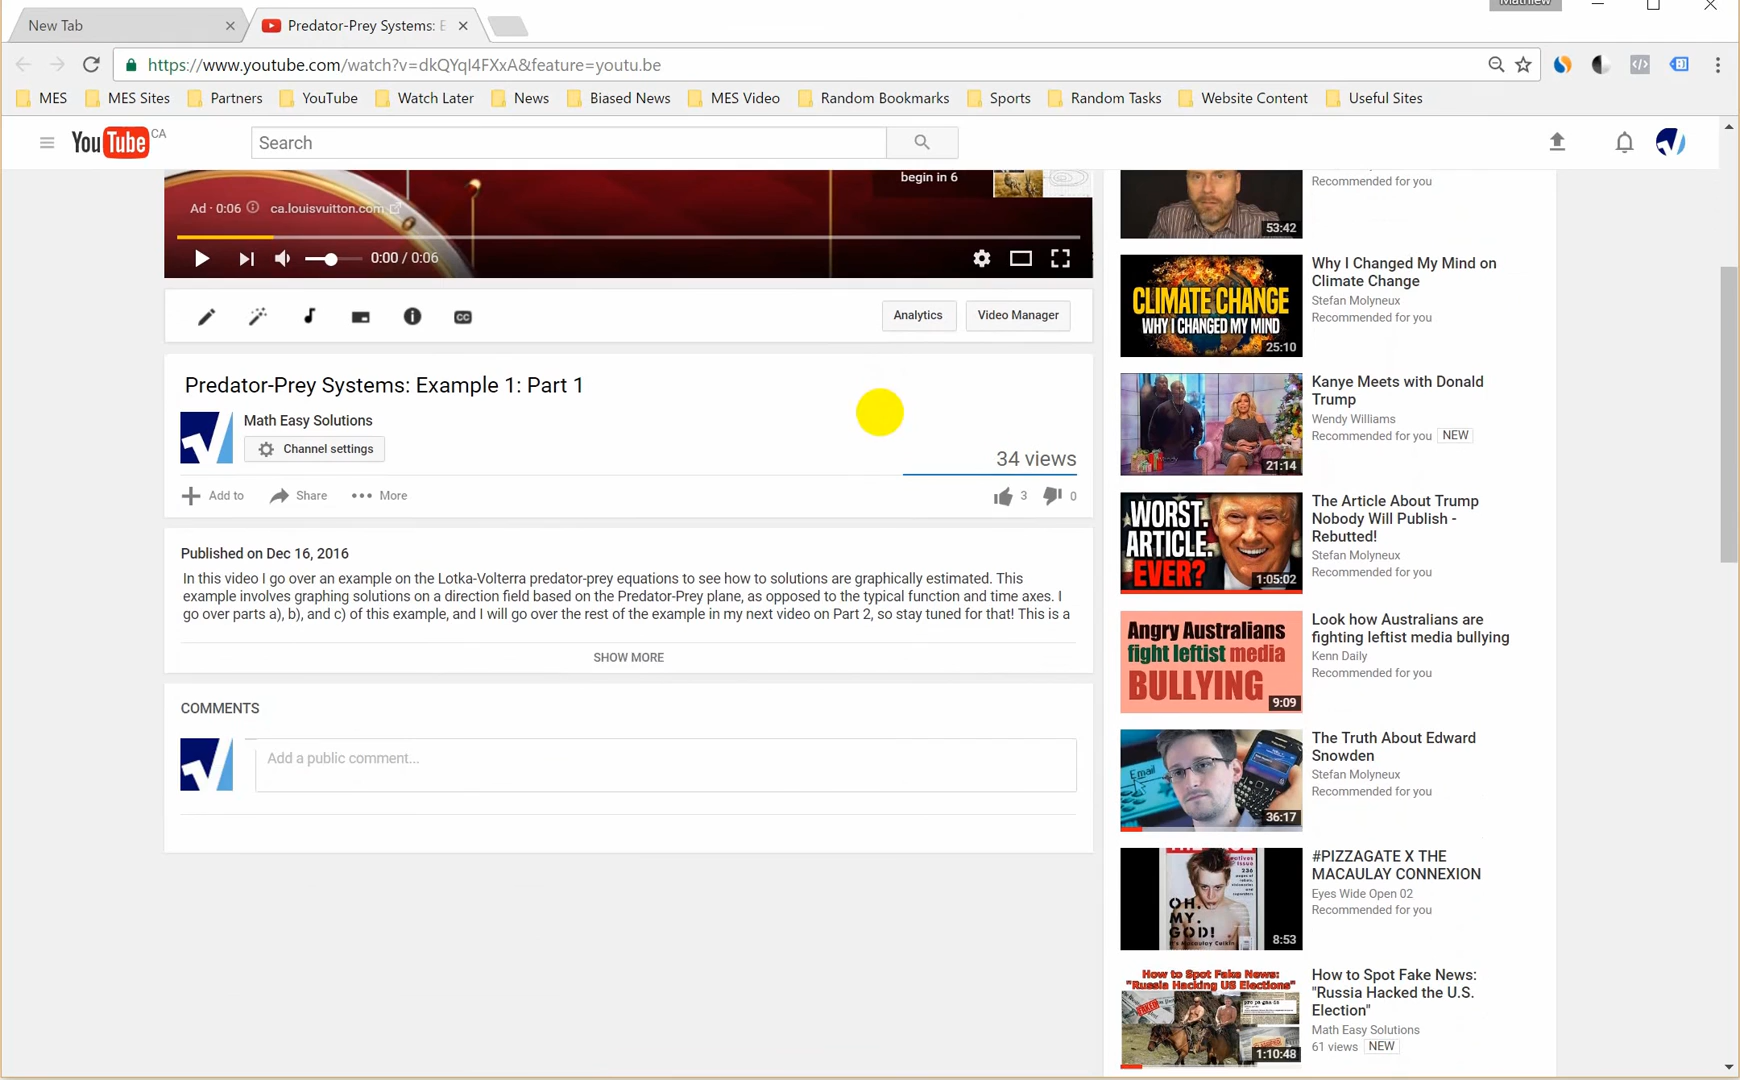 New Tab
Predator-Prey Systems: E
https://www.youtube.com/watch?v=dkQYqI4FXxA&feature=youtu.be
MES
MES Sites
Partners
YouTube
Watch Later
News
Biased News
MES Video
Random Bookmarks
Sports
Random Tasks
Website Content
Useful Sites
YouTube CA
Search
begin in 6
Ad · 0:06
ca.louisvuitton.com
0:00 / 0:06
CC
Analytics
Video Manager
Predator-Prey Systems: Example 1: Part 1
Math Easy Solutions
Channel settings
34 views
Add to
Share
More
3
0
Published on Dec 16, 2016
In this video I go over an example on the Lotka-Volterra predator-prey equations to see how to solutions are graphically estimated. This
example involves graphing solutions on a direction field based on the Predator-Prey plane, as opposed to the typical function and time axes. I
go over parts a), b), and c) of this example, and I will go over the rest of the example in my next video on Part 2, so stay tuned for that! This is a
SHOW MORE
COMMENTS
Add a public comment...
Recommended for you
53:42
CLIMATE CHANGE
WHY I CHANGED MY MIND
25:10
Why I Changed My Mind on
Climate Change
Stefan Molyneux
Recommended for you
21:14
Kanye Meets with Donald
Trump
Wendy Williams
Recommended for you
NEW
WORST.
ARTICLE.
EVER?
1:05:02
The Article About Trump
Nobody Will Publish -
Rebutted!
Stefan Molyneux
Recommended for you
Angry Australians
fight leftist media
BULLYING
9:09
Look how Australians are
fighting leftist media bullying
Kenn Daily
Recommended for you
Email
36:17
The Truth About Edward
Snowden
Stefan Molyneux
Recommended for you
OH.
MY.
GOD!
It's Macaulay Culkin
8:53
#PIZZAGATE X THE
MACAULAY CONNEXION
Eyes Wide Open 02
Recommended for you
How to Spot Fake News:
"Russia Hacking US Elections"
1:10:48
How to Spot Fake News:
"Russia Hacked the U.S.
Election"
Math Easy Solutions
61 views
NEW